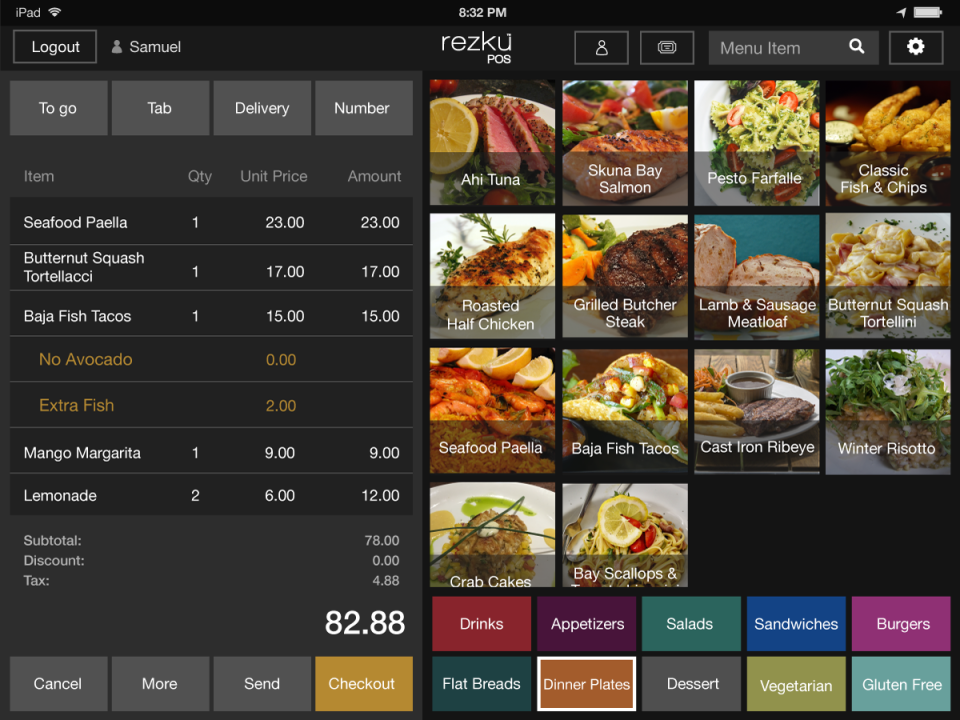 iPad
8:32 PM
Logout
Samuel
rezku
POS
Menu Item
To go
Tab
Delivery
Number
Item Qty Unit Price Amount
Seafood Paella 1 23.00 23.00
Butternut Squash
Tortellacci 1 17.00 17.00
Baja Fish Tacos 1 15.00 15.00
No Avocado 0.00
Extra Fish 2.00
Mango Margarita 1 9.00 9.00
Lemonade 2 6.00 12.00
Subtotal: 78.00
Discount: 0.00
Tax: 4.88
82.88
Cancel
More
Send
Checkout
Ahi Tuna
Skuna Bay
Salmon
Pesto Farfalle
Classic
Fish & Chips
Roasted
Half Chicken
Grilled Butcher
Steak
Lamb & Sausage
Meatloaf
Butternut Squash
Tortellini
Seafood Paella
Baja Fish Tacos
Cast Iron Ribeye
Winter Risotto
Crab Cakes
Bay Scallops &
Drinks
Appetizers
Salads
Sandwiches
Burgers
Flat Breads
Dinner Plates
Dessert
Vegetarian
Gluten Free